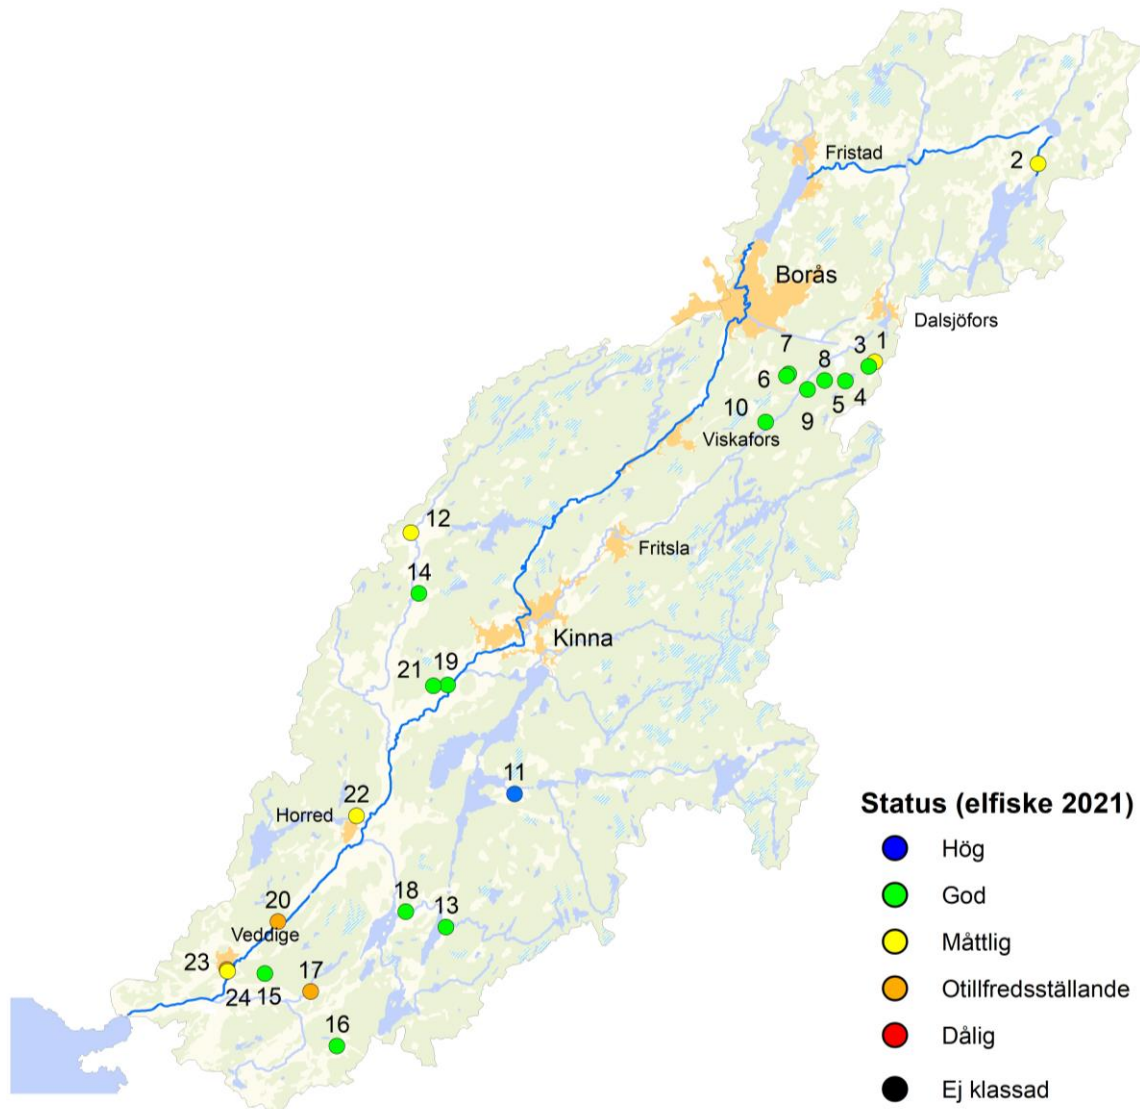 Fristad
2
Borås
Dalsjöfors
7
8
3
1
6
5
4
10
9
Viskafors
12
Fritsla
14
Kinna
21
19
11
22
Horred
18
20
13
Veddige
23
24
15
17
16
Status (elfiske 2021)
Hög
God
Måttlig
Otillfredsställande
Dålig
Ej klassad